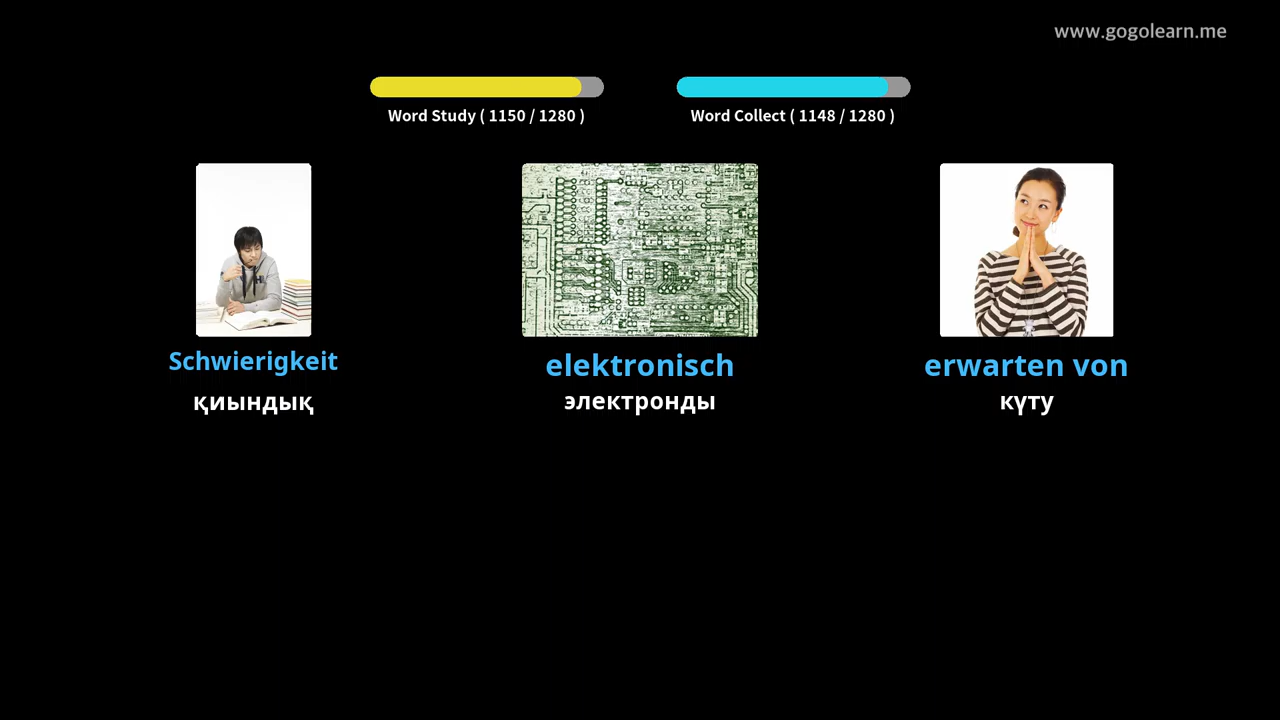 www.gogolearn.me
Word Study ( 1150 / 1280 )
Word Collect ( 1148 / 1280 )
Schwierigkeit
қиындық
elektronisch
электронды
erwarten von
күту